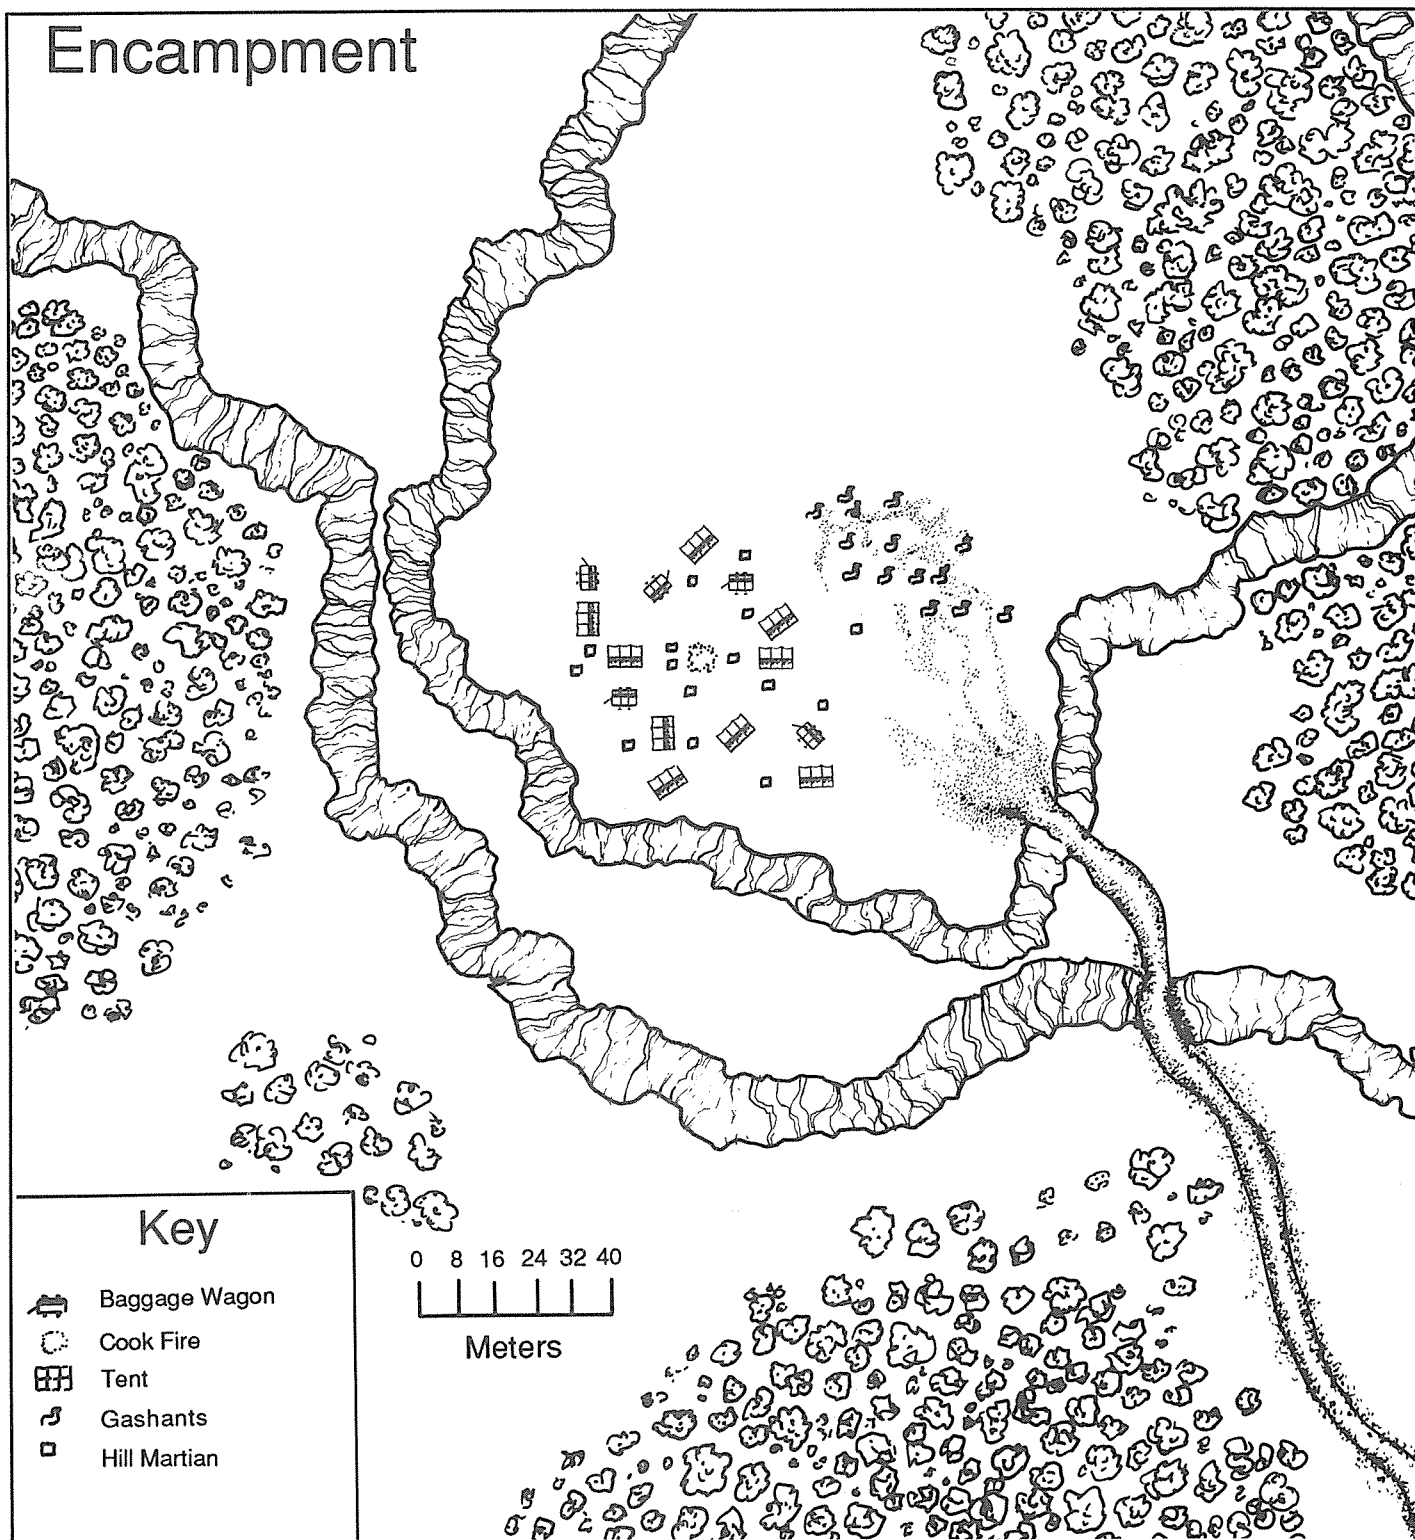 Encampment
Key
Baggage Wagon
Cook Fire
Tent
Gashants
Hill Martian
0 8 16 24 32 40
Meters